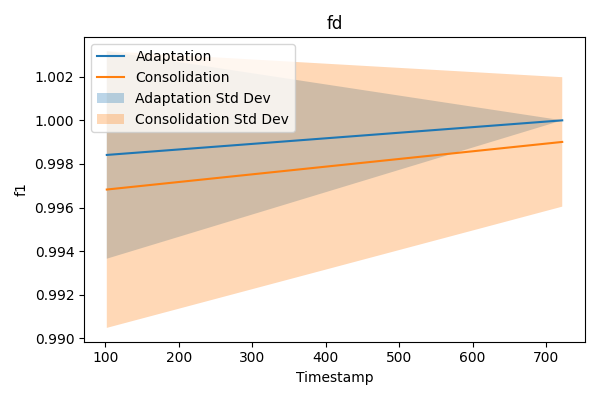 fd
Adaptation
Consolidation
Adaptation Std Dev
Consolidation Std Dev
1.002
1.000
0.998
0.996
0.994
0.992
0.990
f1
100 200 300 400 500 600 700
Timestamp